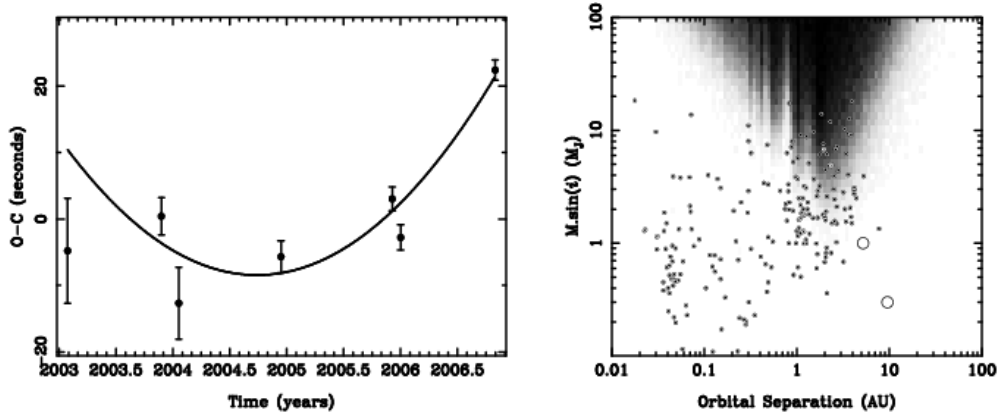 O-C (seconds)
20
0
-20
2003 2003.5 2004 2004.5 2005 2005.5 2006 2006.5
Time (years)
M.sin(i) (M_J)
100
10
1
0.01 0.1 1 10 100
Orbital Separation (AU)